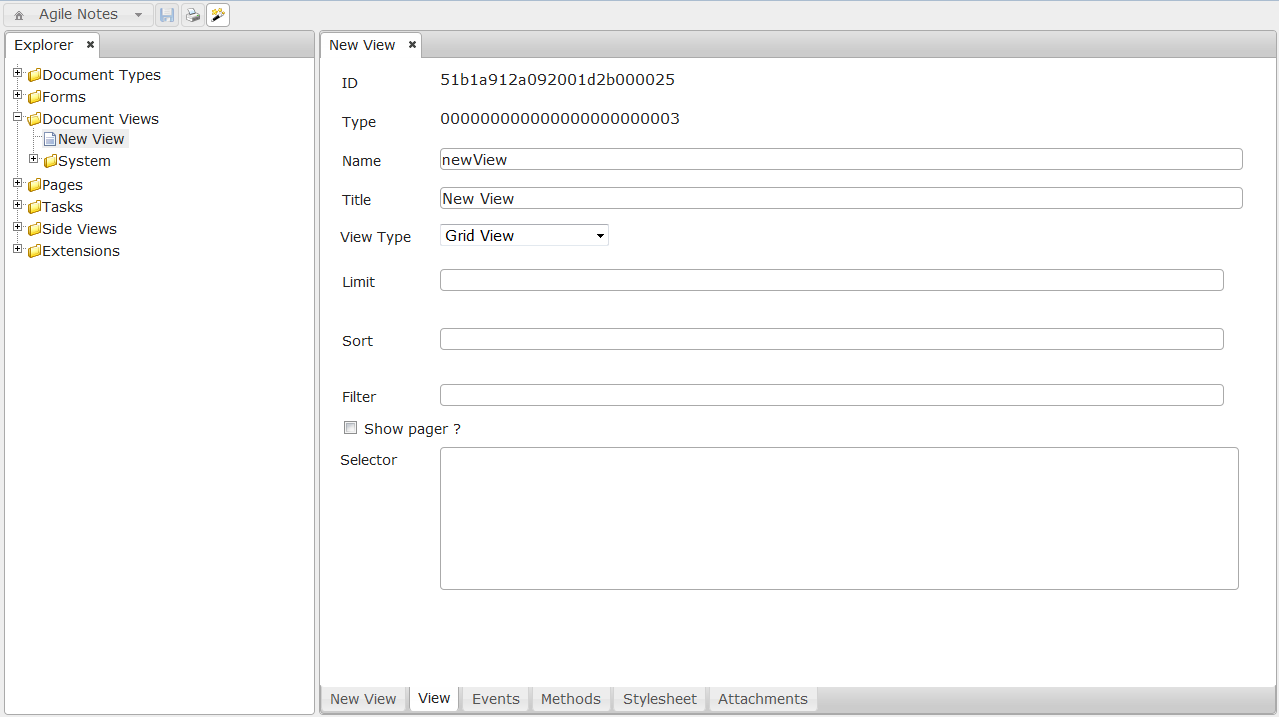 Agile Notes
Explorer
Document Types
Forms
Document Views
New View
System
Pages
Tasks
Side Views
Extensions
New View
ID 51b1a912a092001d2b000025
Type 000000000000000000000003
Name newView
Title New View
View Type Grid View
Limit
Sort
Filter
Show pager ?
Selector
New View View Events Methods Stylesheet Attachments